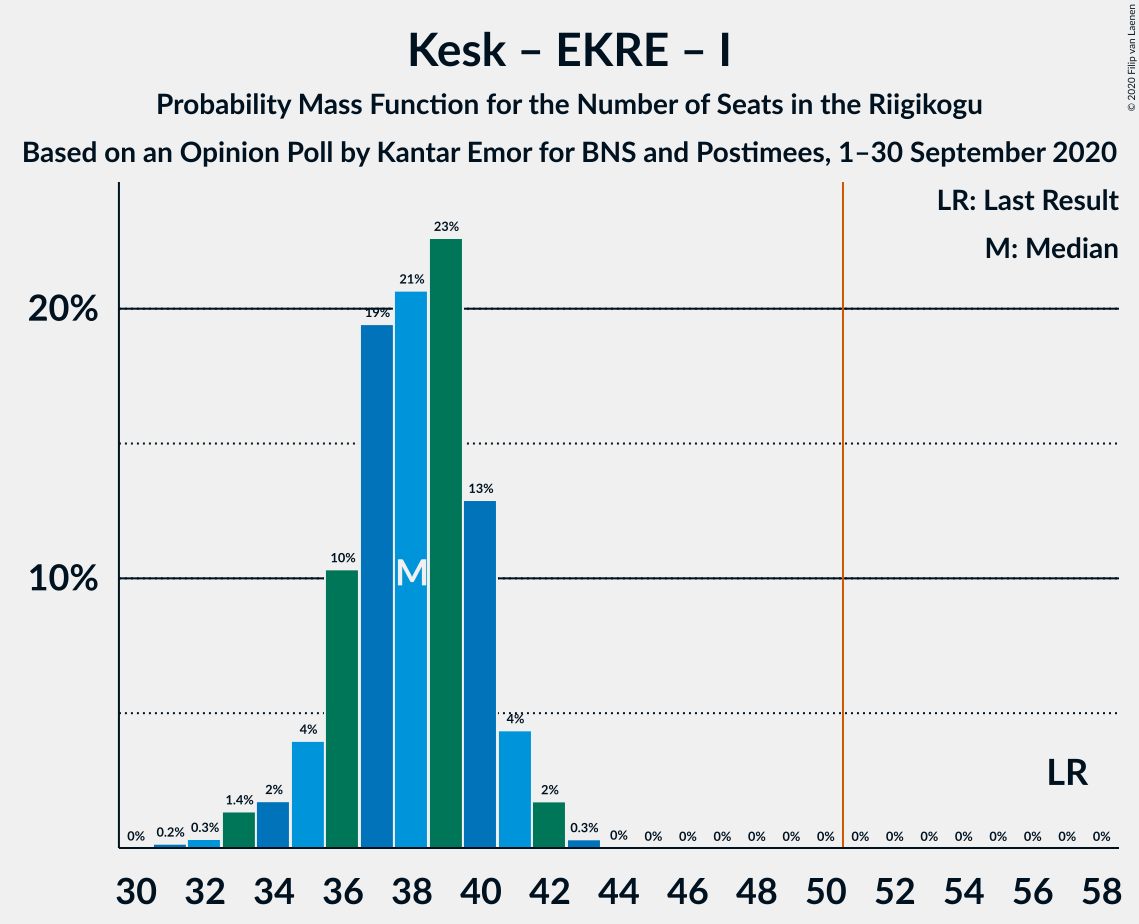 Kesk – EKRE – I
Probability Mass Function for the Number of Seats in the Riigikogu
Based on an Opinion Poll by Kantar Emor for BNS and Postimees, 1–30 September 2020
© 2020 Filip van Laenen
LR: Last Result
M: Median
20%
10%
0% 0.2% 0.3% 1.4% 2% 4% 10% 19% 21% 23% 13% 4% 2% 0.3% 0% 0% 0% 0% 0% 0% 0% 0% 0% 0% 0% 0% 0% 0% 0%
M
LR
30 32 34 36 38 40 42 44 46 48 50 52 54 56 58